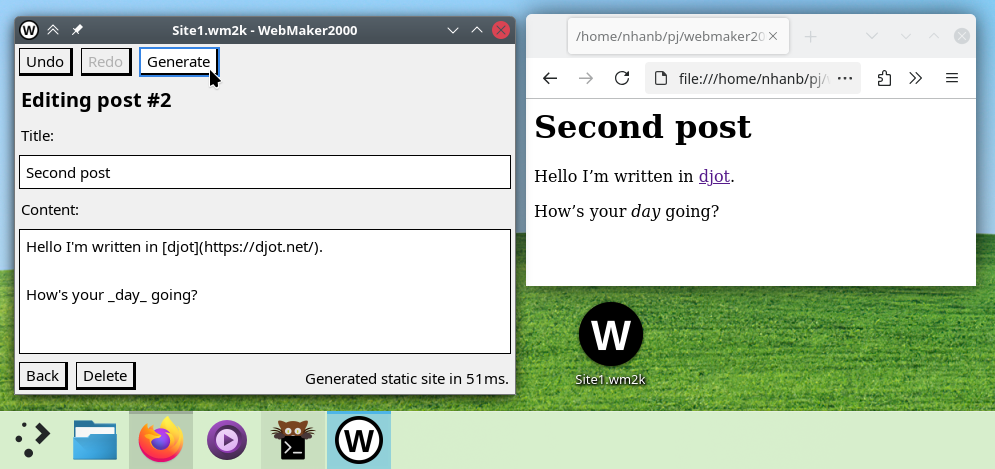 W
Site1.wm2k - WebMaker2000
Undo Redo Generate
Editing post #2
Title:
Second post
Content:
Hello I'm written in [djot](https://djot.net/).
How's your _day_ going?
Back Delete
Generated static site in 51ms.
/home/nhanb/pj/webmaker20
file:///home/nhanb/pj/
Second post
Hello I’m written in djot.
How’s your day going?
W
Site1.wm2k
W